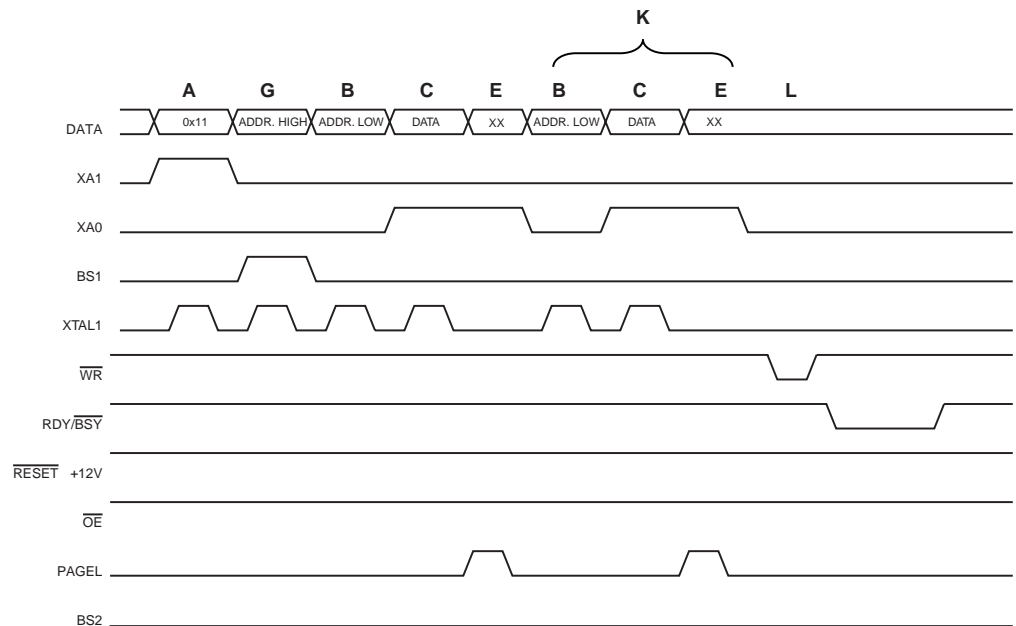 K
A G B C E B C E L
DATA 0x11 ADDR. HIGH ADDR. LOW DATA XX ADDR. LOW DATA XX
XA1
XA0
BS1
XTAL1
WR
RDY/BSY
RESET +12V
OE
PAGEL
BS2